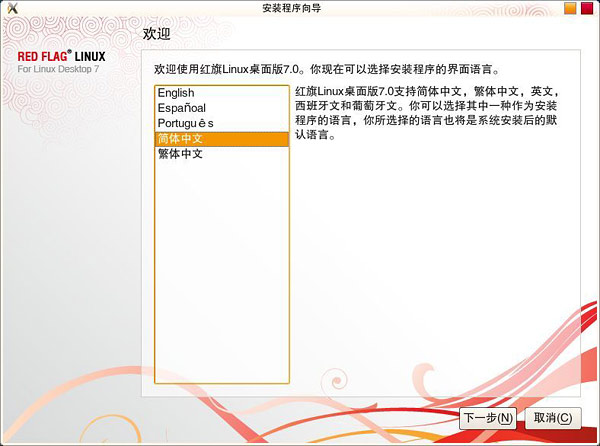 安装程序向导
欢迎
RED FLAG® LINUX
For Linux Desktop 7
欢迎使用红旗Linux桌面版7.0。你现在可以选择安装程序的界面语言。
English
Españoal
Portuguê s
简体中文
繁体中文
红旗Linux桌面版7.0支持简体中文，繁体中文，英文，
西班牙文和葡萄牙文。你可以选择其中一种作为安装
程序的语言，你所选择的语言也将是系统安装后的默
认语言。
下一步(N)
取消(C)